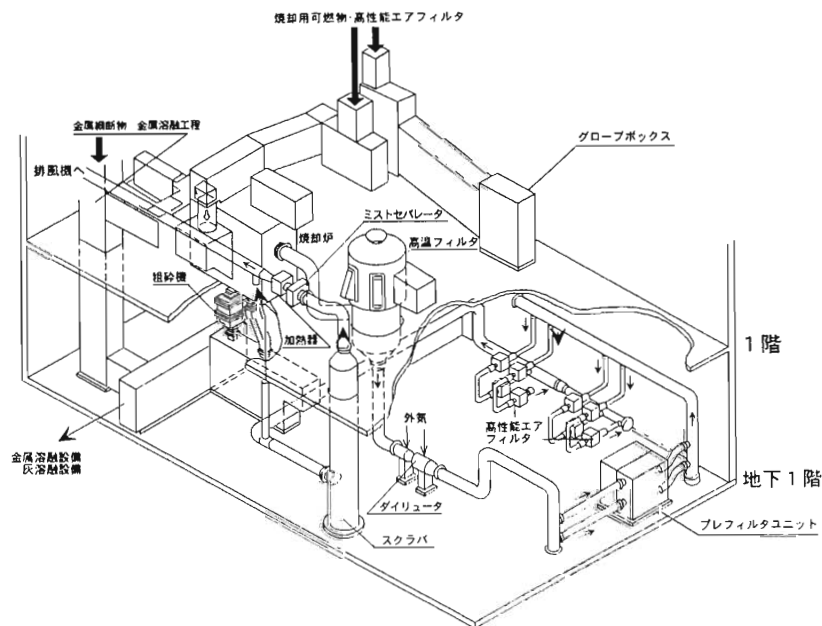 焼却用可燃物・高性能エアフィルタ
金属細断物 金属溶融工程
グローブボックス
排風機へ
ミストセパレータ
焼却炉
高温フィルタ
粗砕機
加熱器
1階
外気
高性能エア
フィルタ
金属溶融設備
灰溶融設備
地下1階
ダイリュータ
プレフィルタユニット
スクラバ